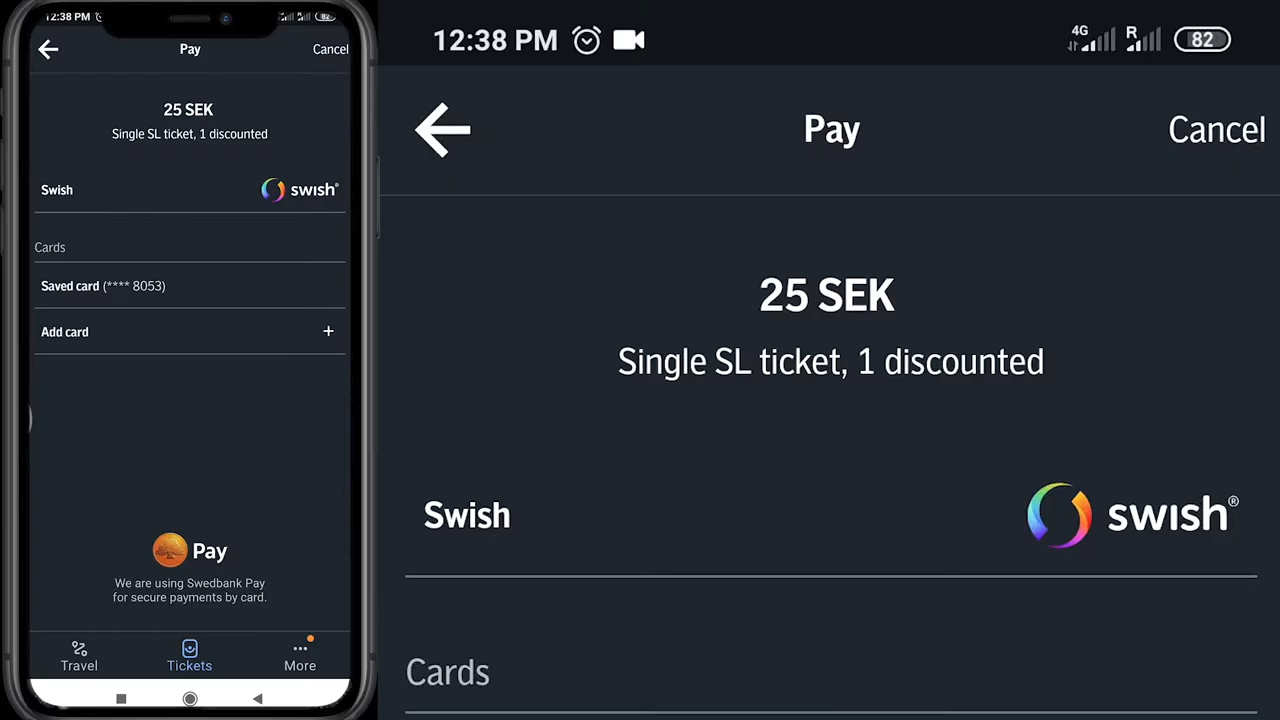 12:38 PM
82
Pay
Cancel
25 SEK
Single SL ticket, 1 discounted
Swish
swish®
Cards
Saved card (**** 8053)
Add card
+
Pay
We are using Swedbank Pay
for secure payments by card.
Travel
Tickets
More
12:38 PM
4G
R
82
Pay
Cancel
25 SEK
Single SL ticket, 1 discounted
Swish
swish®
Cards